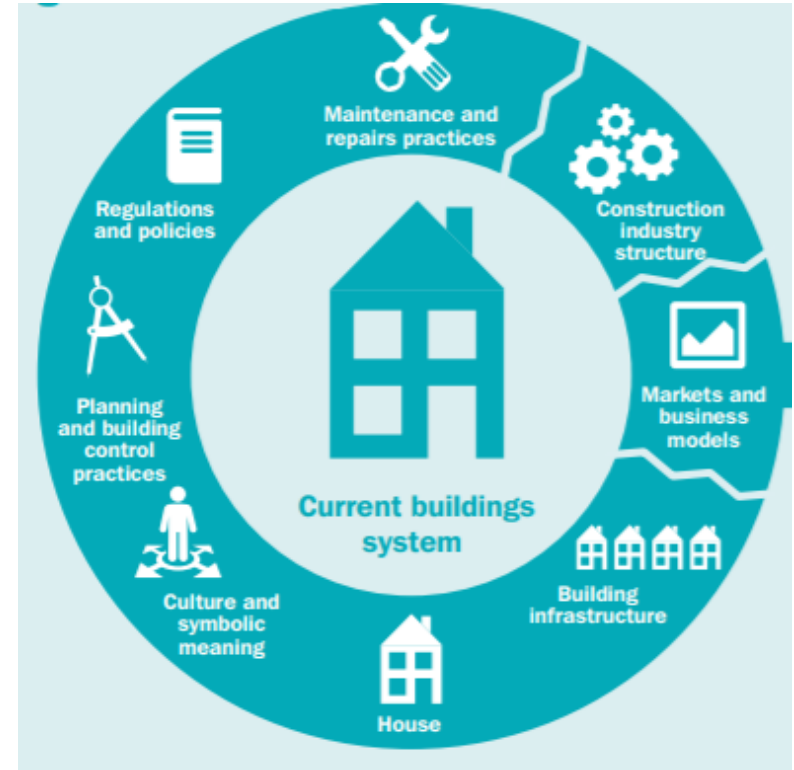 Maintenance and
repairs practices
Construction
industry
structure
Markets and
business
models
Building
infrastructure
House
Culture and
symbolic
meaning
Planning
and building
control
practices
Regulations
and policies
Current buildings
system